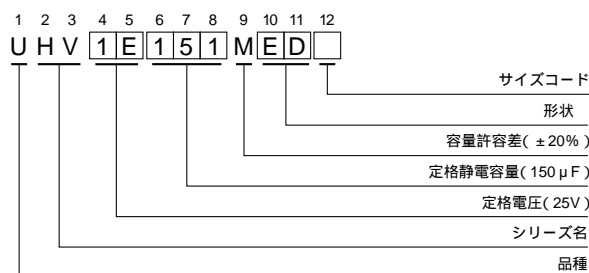 1 2 3 4 5 6 7 8 9 10 11 12
U H V 1 E 1 5 1 M E D
サイズコード
形状
容量許容差( ±20% )
定格静電容量( 150 µF )
定格電圧( 25V )
シリーズ名
品種